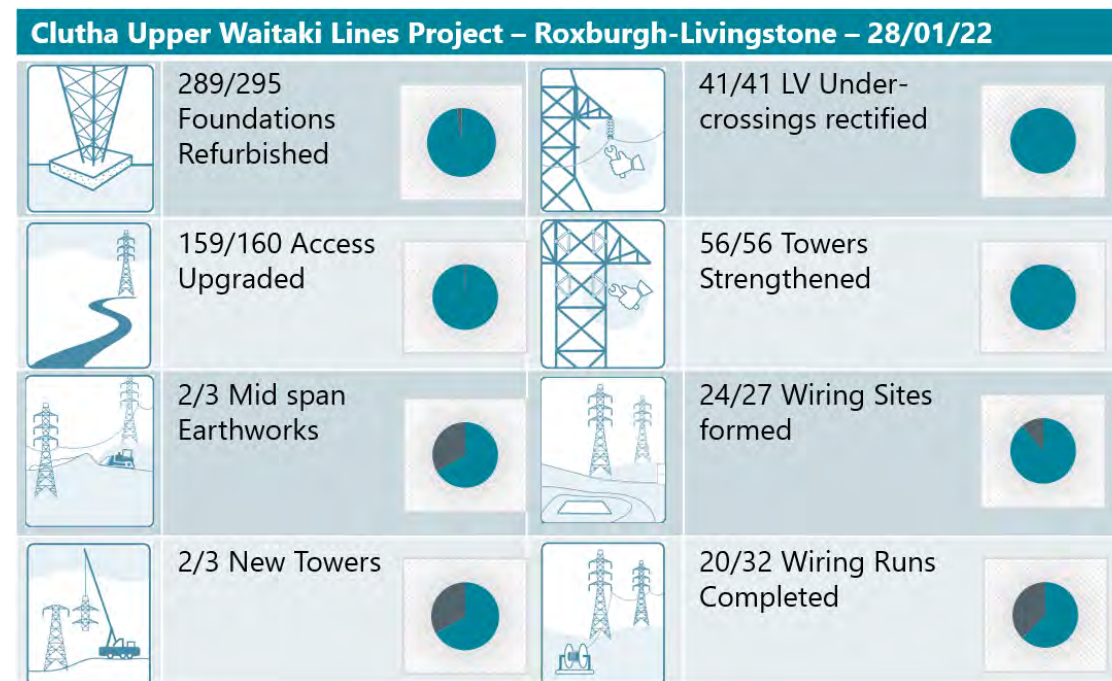 Clutha Upper Waitaki Lines Project – Roxburgh-Livingstone – 28/01/22
289/295
Foundations
Refurbished
41/41 LV Under-
crossings rectified
159/160 Access
Upgraded
56/56 Towers
Strengthened
2/3 Mid span
Earthworks
24/27 Wiring Sites
formed
2/3 New Towers
20/32 Wiring Runs
Completed